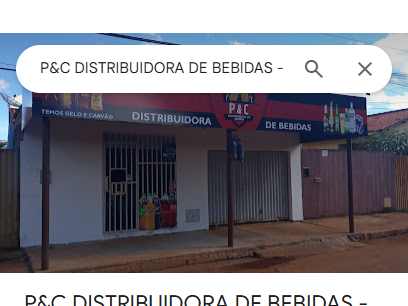 P&C DISTRIBUIDORA DE BEBIDAS -
P&C
TEMOS GELO E CARVÃO DISTRIBUIDORA DE BEBIDAS
P&C DISTRIBUIDORA DE BEBIDAS -